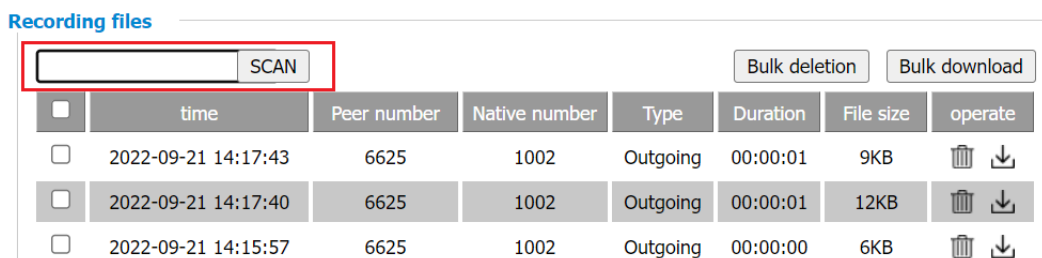 Recording files
SCAN Bulk deletion Bulk download
time Peer number Native number Type Duration File size operate
2022-09-21 14:17:43 6625 1002 Outgoing 00:00:01 9KB
2022-09-21 14:17:40 6625 1002 Outgoing 00:00:01 12KB
2022-09-21 14:15:57 6625 1002 Outgoing 00:00:00 6KB